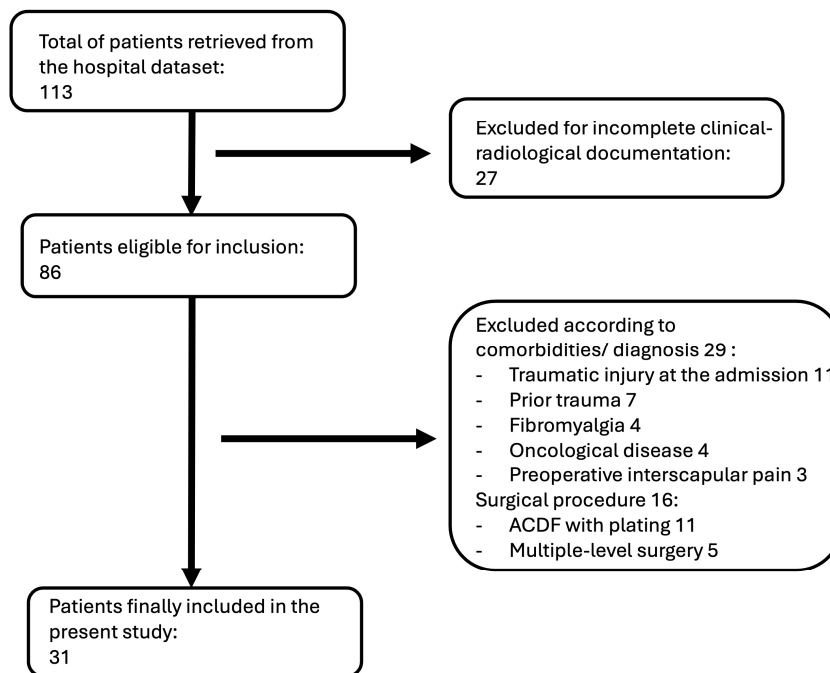 Total of patients retrieved from
the hospital dataset:
113
Excluded for incomplete clinical-
radiological documentation:
27
Patients eligible for inclusion:
86
Excluded according to
comorbidities/ diagnosis 29 :
- Traumatic injury at the admission 11
- Prior trauma 7
- Fibromyalgia 4
- Oncological disease 4
- Preoperative interscapular pain 3
Surgical procedure 16:
- ACDF with plating 11
- Multiple-level surgery 5
Patients finally included in the
present study:
31